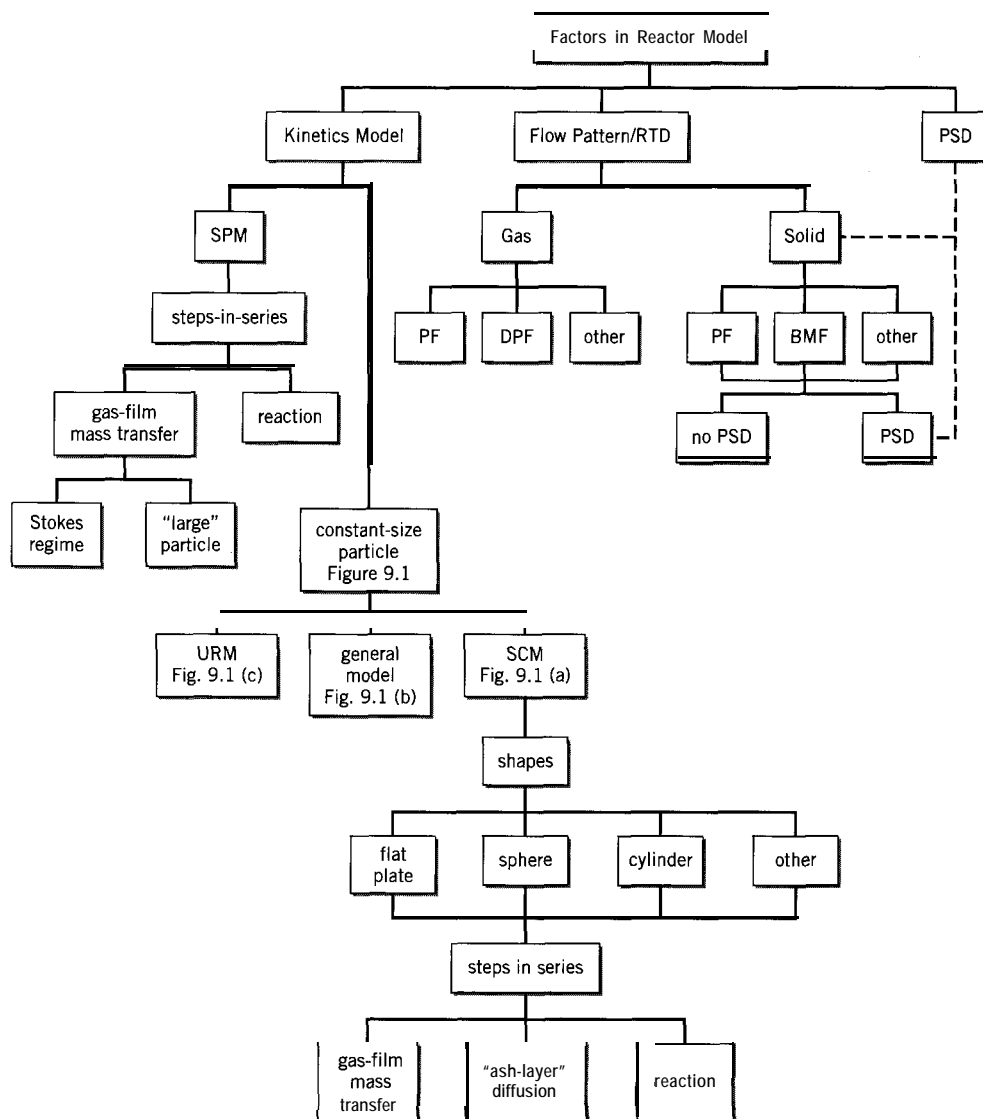 Factors in Reactor Model
Kinetics Model
Flow Pattern/RTD
PSD
SPM
Gas
Solid
steps-in-series
PF
DPF
other
PF
BMF
other
gas-film
mass transfer
reaction
no PSD
PSD
Stokes
regime
"large"
particle
constant-size
particle
Figure 9.1
URM
Fig. 9.1 (c)
general
model
Fig. 9.1 (b)
SCM
Fig. 9.1 (a)
shapes
flat
plate
sphere
cylinder
other
steps in series
gas-film
mass
transfer
"ash-layer"
diffusion
reaction